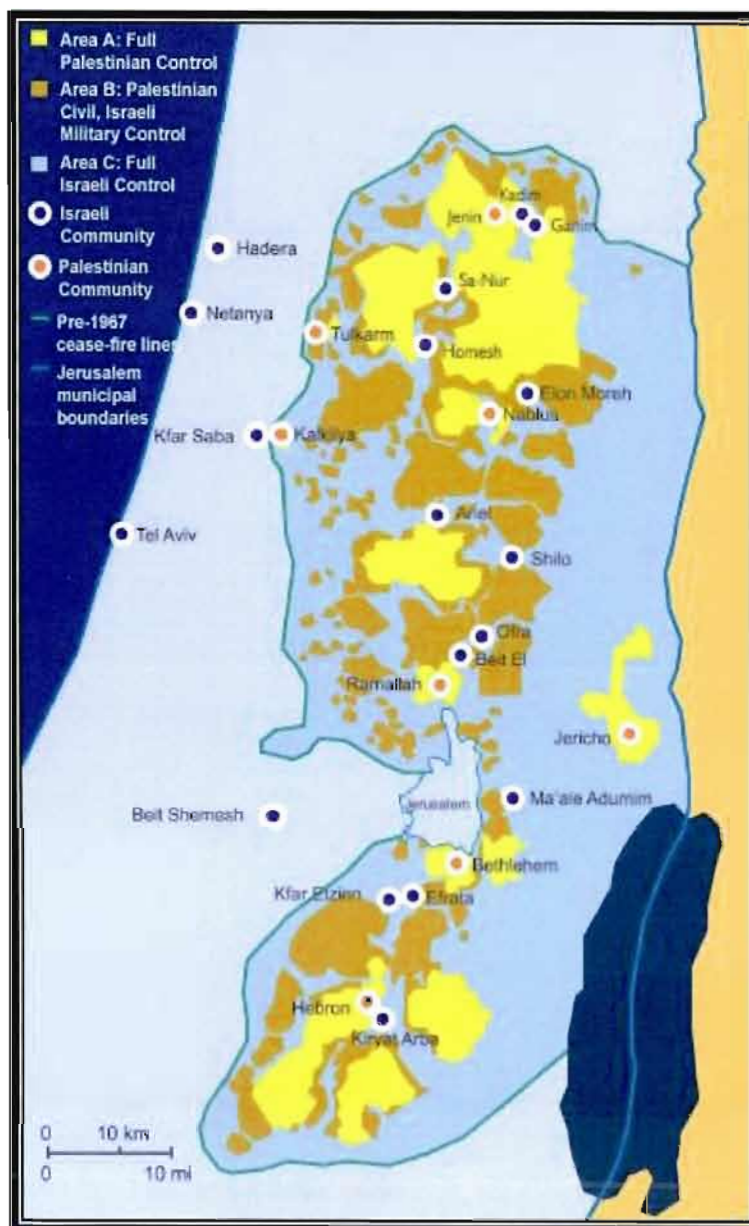 Area A: Full
Palestinian Control
Area B: Palestinian
Civil, Israeli
Military Control
Area C: Full
Israeli Control
Israeli
Community
Palestinian
Community
Pre-1967
cease-fire lines
Jerusalem
municipal
boundaries
Kadim
Jenin
Ganim
Hadera
Sa-Nur
Netanya
Tulkarm
Homesh
Elon Moreh
Nablus
Kfar Saba
Kalkilya
Ariel
Tel Aviv
Shilo
Ofra
Beit El
Ramallah
Jericho
Jerusalem
Ma'ale Adumim
Beit Shemesh
Bethlehem
Kfar Etzion
Efrata
Hebron
Kiryat Arba
0 10 km
0 10 mi